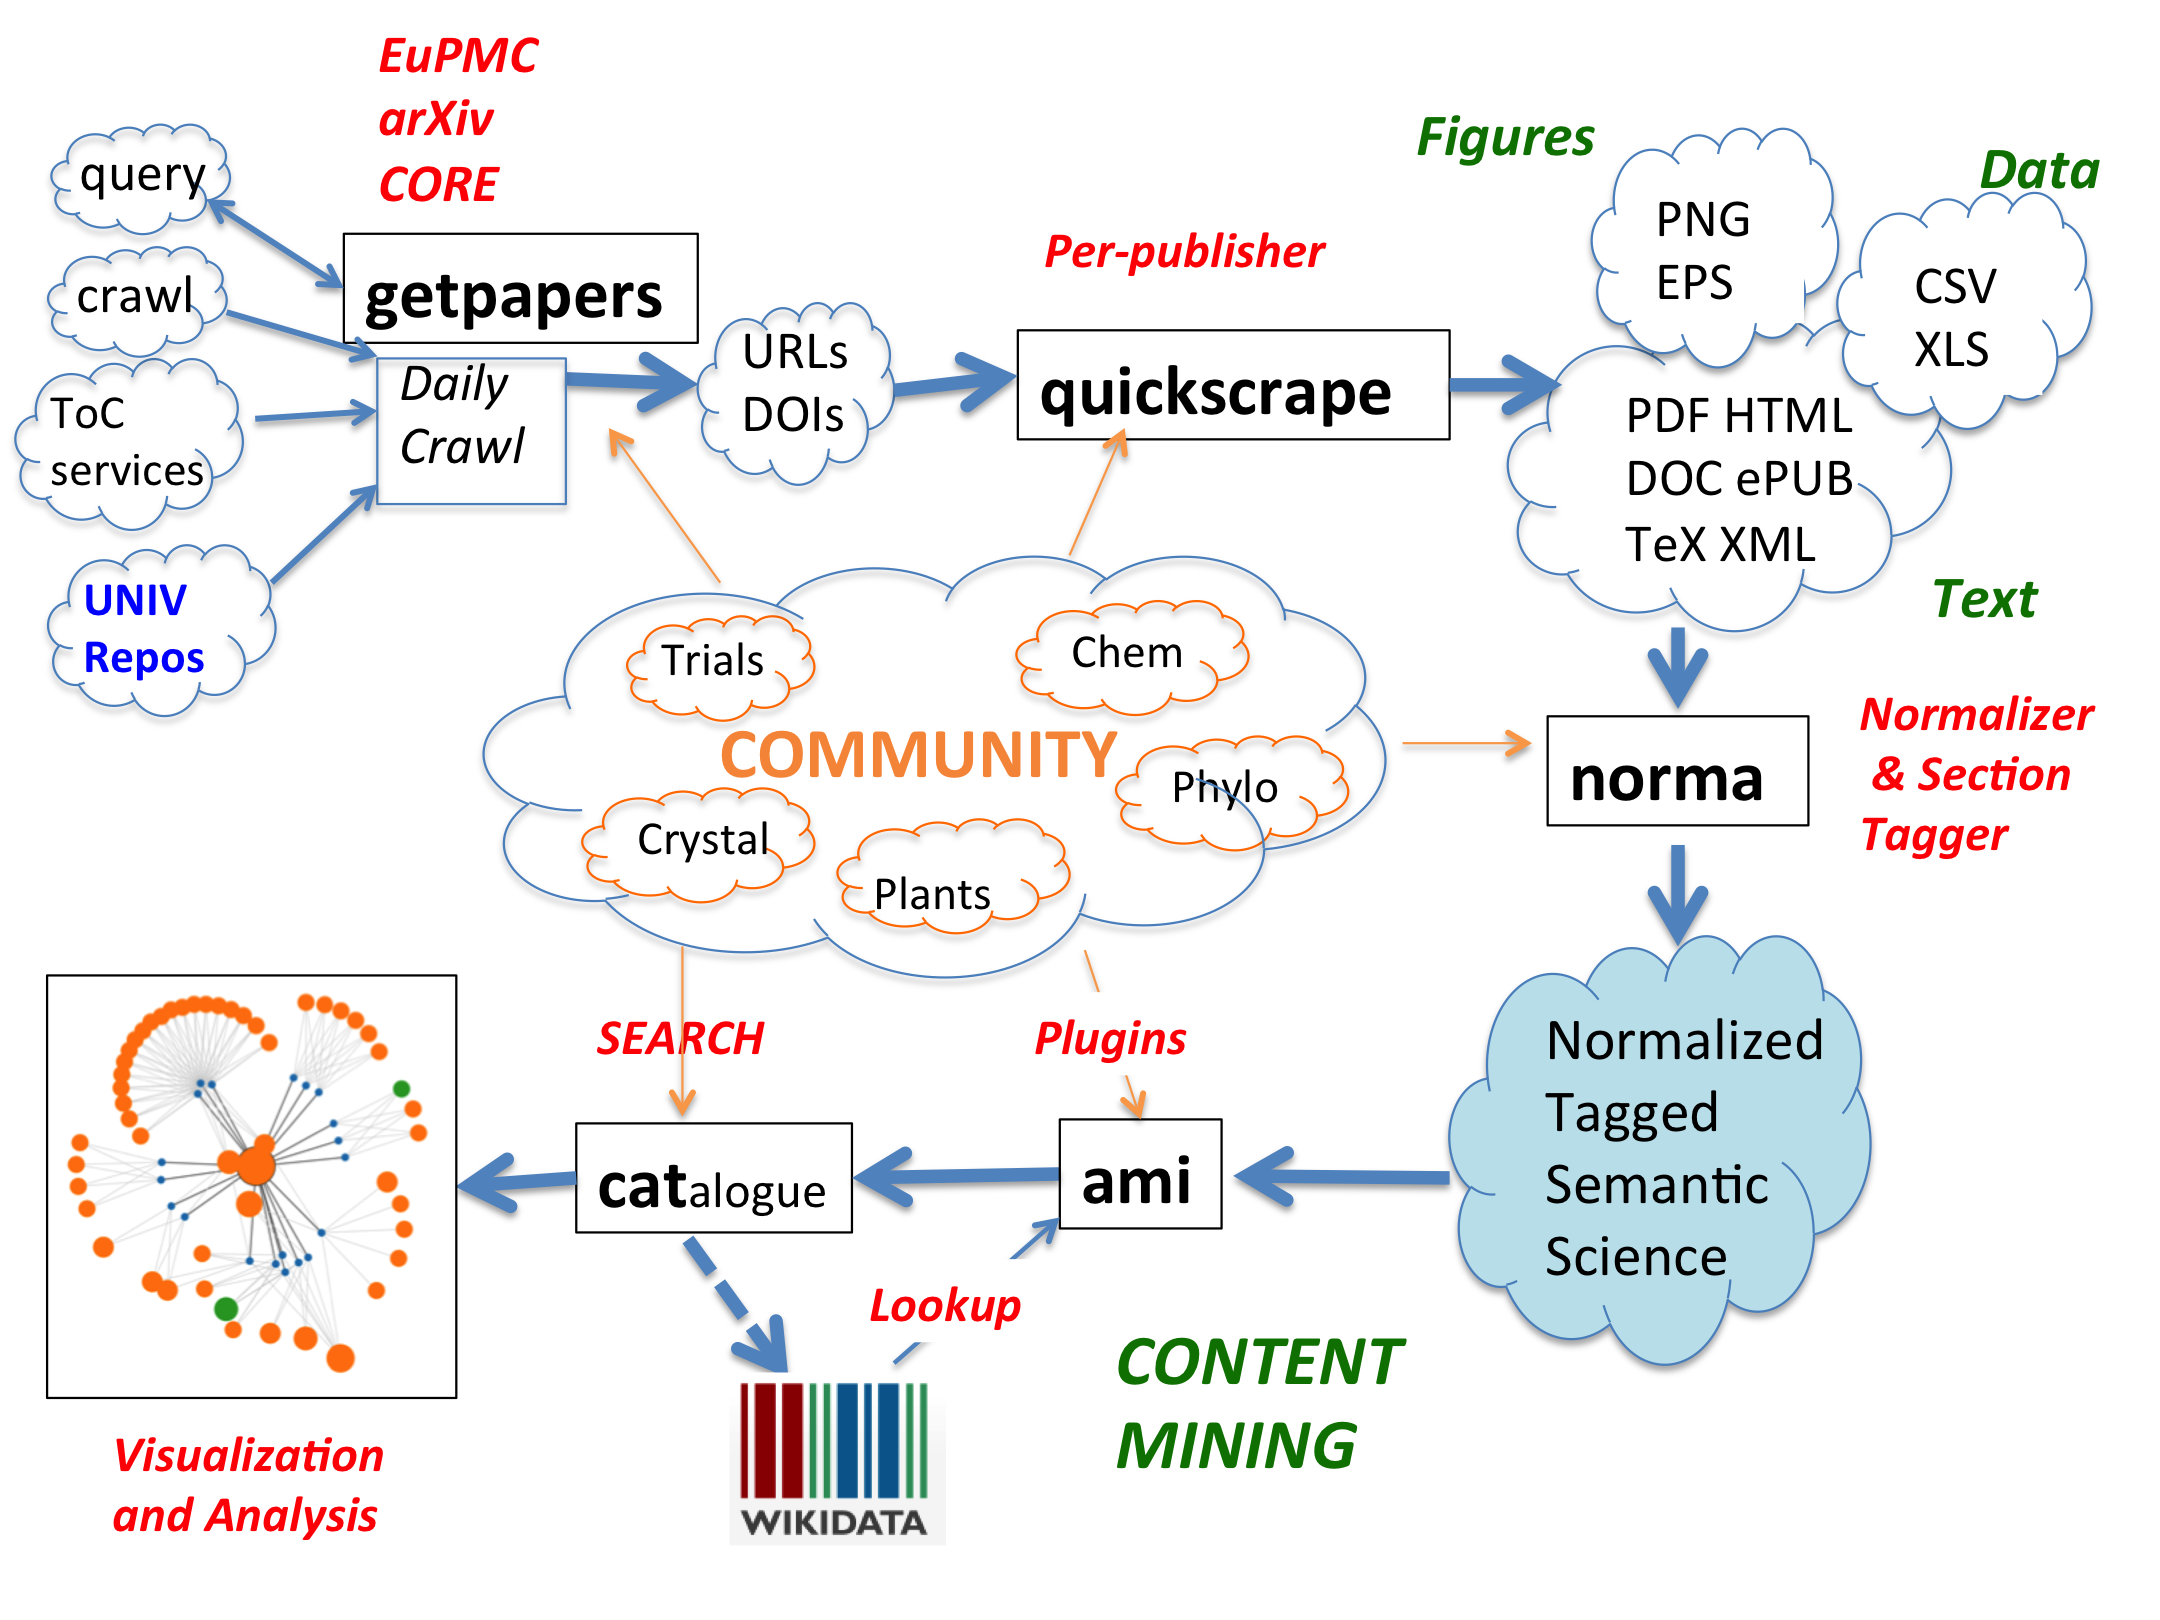 EuPMC
arXiv
CORE
query
crawl
ToC
services
UNIV
Repos
getpapers
Daily
Crawl
URLs
DOIs
Per-publisher
quickscrape
Figures
PNG
EPS
Data
CSV
XLS
PDF HTML
DOC ePUB
TeX XML
Text
COMMUNITY
Trials
Chem
Phylo
Crystal
Plants
norma
Normalizer
& Section
Tagger
Normalized
Tagged
Semantic
Science
SEARCH
Plugins
catalogue
ami
Lookup
CONTENT
MINING
WIKIDATA
Visualization
and Analysis